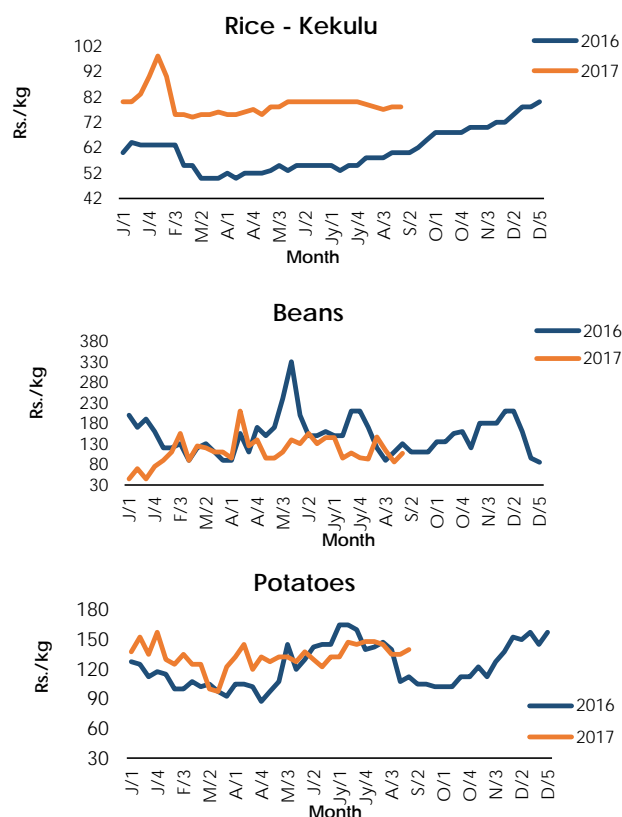 Rice - Kekulu
2016
2017
Rs./kg
102
92
82
72
62
52
42
J/1 J/4 F/3 M/2 A/1 A/4 M/3 J/2 Jy/1 Jy/4 A/3 S/2 O/1 O/4 N/3 D/2 D/5
Month
Beans
2016
2017
Rs./kg
380
330
280
230
180
130
80
30
J/1 J/4 F/3 M/2 A/1 A/4 M/3 J/2 Jy/1 Jy/4 A/3 S/2 O/1 O/4 N/3 D/2 D/5
Month
Potatoes
Rs./kg
180
150
120
90
60
30
2016
2017
J/1 J/4 F/3 M/2 A/1 A/4 M/3 J/2 Jy/1 Jy/4 A/3 S/2 O/1 O/4 N/3 D/2 D/5
Month